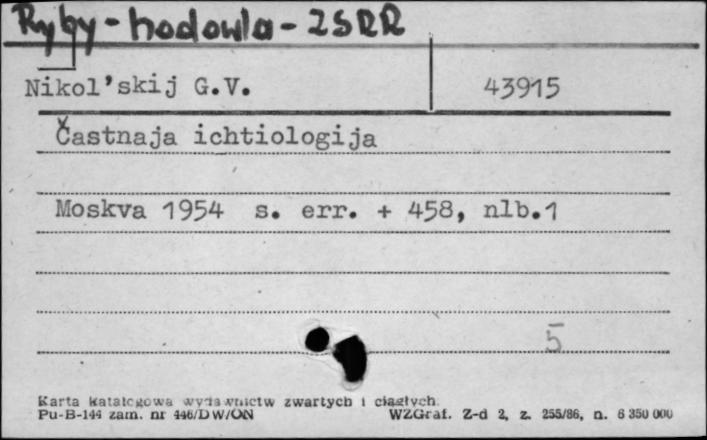 Ryby - hodowla - ZSRR
Nikol'skij G.V. 43915
Častnaja ichtiologija
Moskva 1954 s. err. + 458, nlb.1
5
Karta katalogowa wydawnictw zwartych i ciągłych.
Pu-B-144 zam. nr 446/DW/ON WZGraf. Z-d 2, z. 255/86, n. 6 350 000